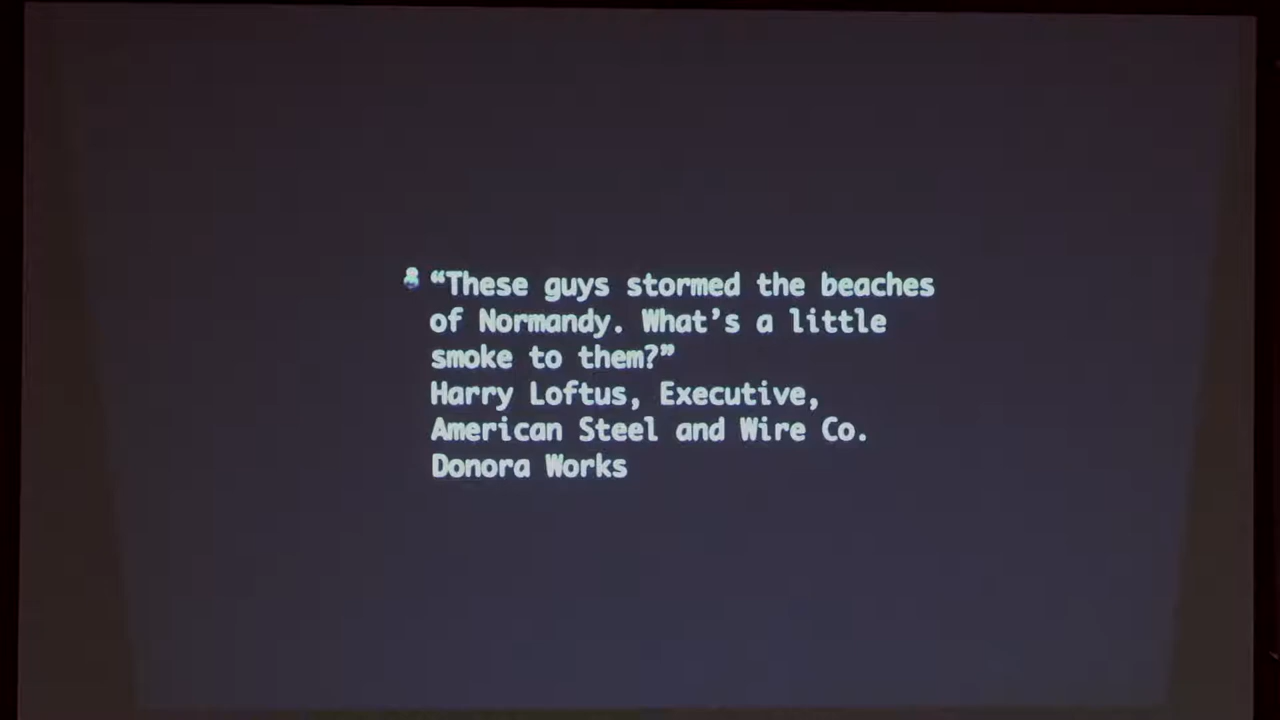 “These guys stormed the beaches
of Normandy. What’s a little
smoke to them?”
Harry Loftus, Executive,
American Steel and Wire Co.
Donora Works